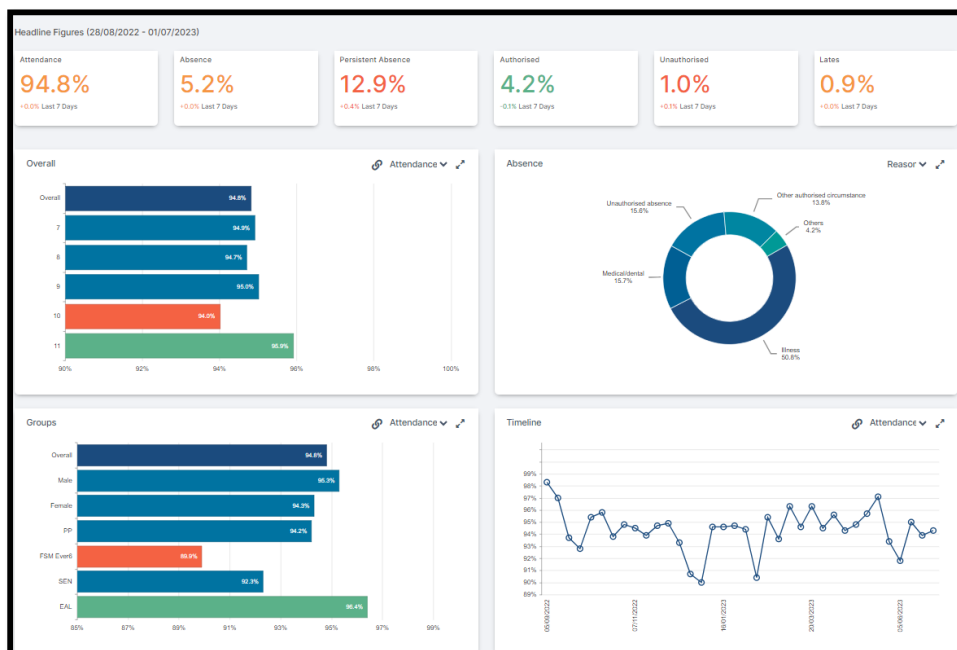 Headline Figures (28/08/2022 - 01/07/2023)
Attendance
94.8%
+0.0% Last 7 Days
Absence
5.2%
+0.0% Last 7 Days
Persistent Absence
12.9%
+0.4% Last 7 Days
Authorised
4.2%
-0.1% Last 7 Days
Unauthorised
1.0%
+0.1% Last 7 Days
Lates
0.9%
+0.0% Last 7 Days
Overall
Attendance
Overall 94.8%
7 94.9%
8 94.7%
9 95.0%
10 94.0%
11 95.9%
90% 92% 94% 96% 98% 100%
Absence
Reason
Other authorised circumstance
13.8%
Unauthorised absence
15.6%
Others
4.2%
Medical/dental
15.7%
Illness
50.8%
Groups
Attendance
Overall 94.8%
Male 95.3%
Female 94.3%
PP 94.2%
FSM Ever6 89.9%
SEN 92.3%
EAL 96.4%
85% 87% 89% 91% 93% 95% 97% 99%
Timeline
Attendance
99%
98%
97%
96%
95%
94%
93%
92%
91%
90%
89%
05/09/2022
07/11/2022
16/01/2023
20/03/2023
05/06/2023